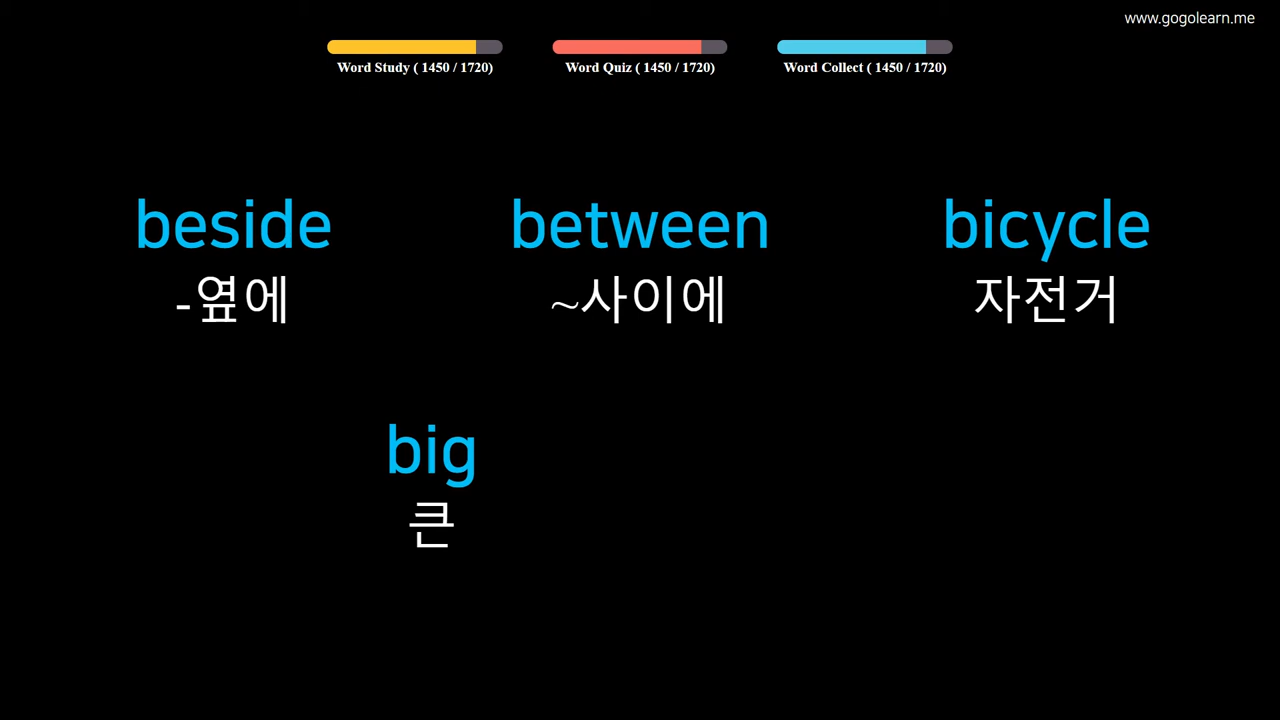 www.gogolearn.me
Word Study ( 1450 / 1720)
Word Quiz ( 1450 / 1720)
Word Collect ( 1450 / 1720)
beside
-옆에
between
~사이에
bicycle
자전거
big
큰